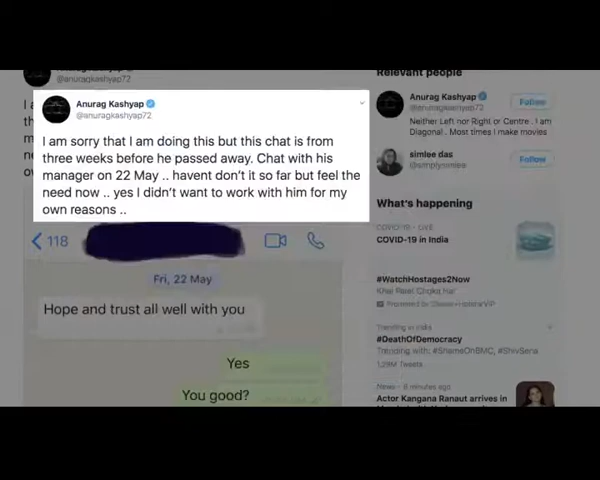 @anuragkashyap72
Anurag Kashyap
@anuragkashyap72
I am sorry that I am doing this but this chat is from
three weeks before he passed away. Chat with his
manager on 22 May .. havent don't it so far but feel the
need now .. yes I didn't want to work with him for my
own reasons ..
118
Fri, 22 May
Hope and trust all well with you
Yes
You good?
Relevant people
Anurag Kashyap
@anuragkashyap72
Follow
Neither Left nor Right or Centre . I am
Diagonal . Most times I make movies
simlee das
@simplysimlee
Follow
What's happening
COVID-19 · LIVE
COVID-19 in India
#WatchHostages2Now
Trending in India
#DeathOfDemocracy
Trending with: #ShameOnBMC, #ShivSena
News · 8 minutes ago
Actor Kangana Ranaut arrives in